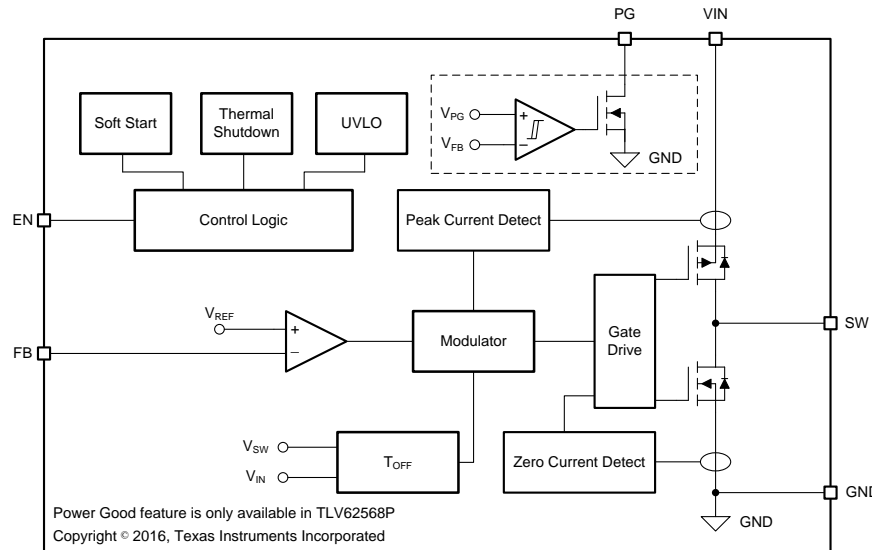 PG
VIN
Soft Start
Thermal
Shutdown
UVLO
VPG
+
VFB
−
GND
EN
Control Logic
Peak Current Detect
VREF
+
−
FB
Modulator
Gate
Drive
SW
VSW
VIN
TOFF
Zero Current Detect
GND
GND
Power Good feature is only available in TLV62568P
Copyright © 2016, Texas Instruments Incorporated